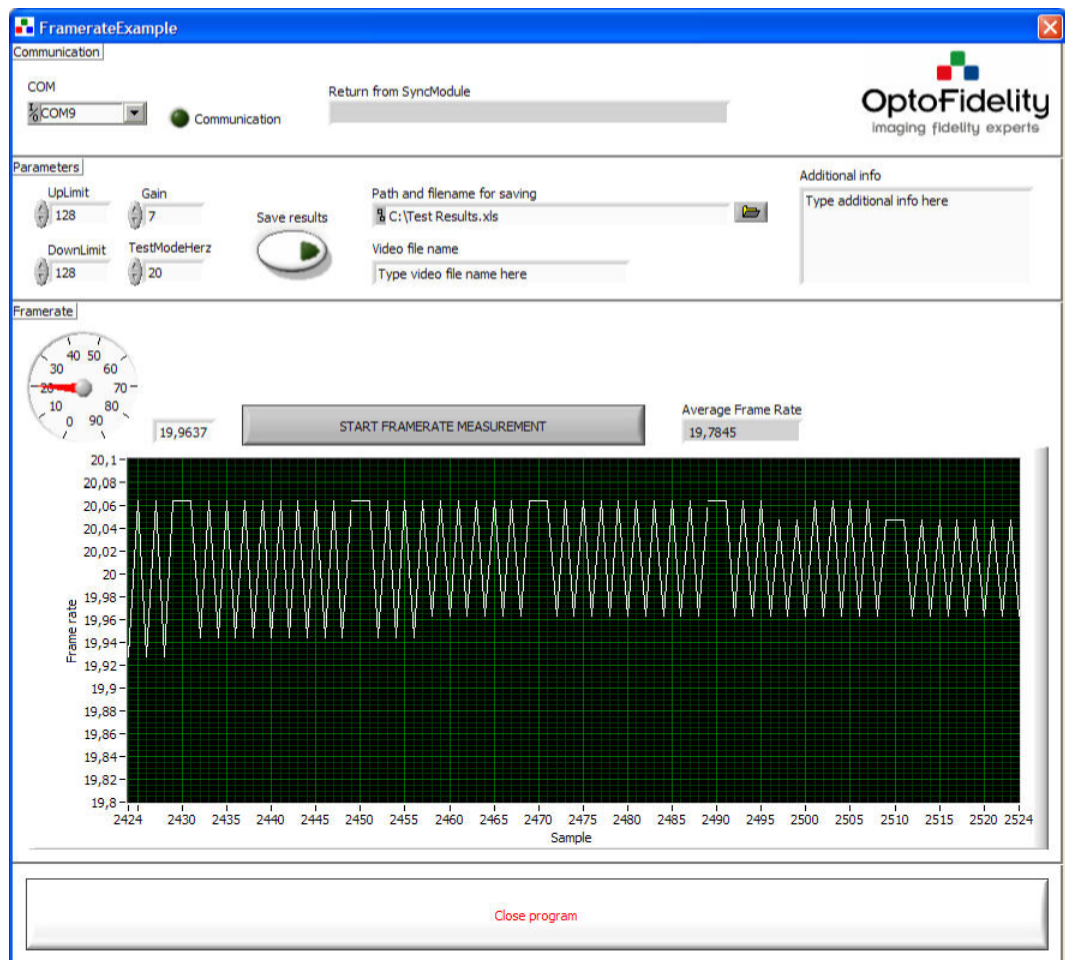 FramerateExample
Communication
COM
COM9
Communication
Return from SyncModule
OptoFidelity
imaging fidelity experts
Parameters
UpLimit
128
Gain
7
DownLimit
128
TestModeHerz
20
Save results
Path and filename for saving
C:\Test Results.xls
Video file name
Type video file name here
Additional info
Type additional info here
Framerate
0
10
20
30
40
50
60
70
80
90
19,9637
START FRAMERATE MEASUREMENT
Average Frame Rate
19,7845
Frame rate
20,1
20,08
20,06
20,04
20,02
20
19,98
19,96
19,94
19,92
19,9
19,88
19,86
19,84
19,82
19,8
2424 2430 2435 2440 2445 2450 2455 2460 2465 2470 2475 2480 2485 2490 2495 2500 2505 2510 2515 2520 2524
Sample
Close program